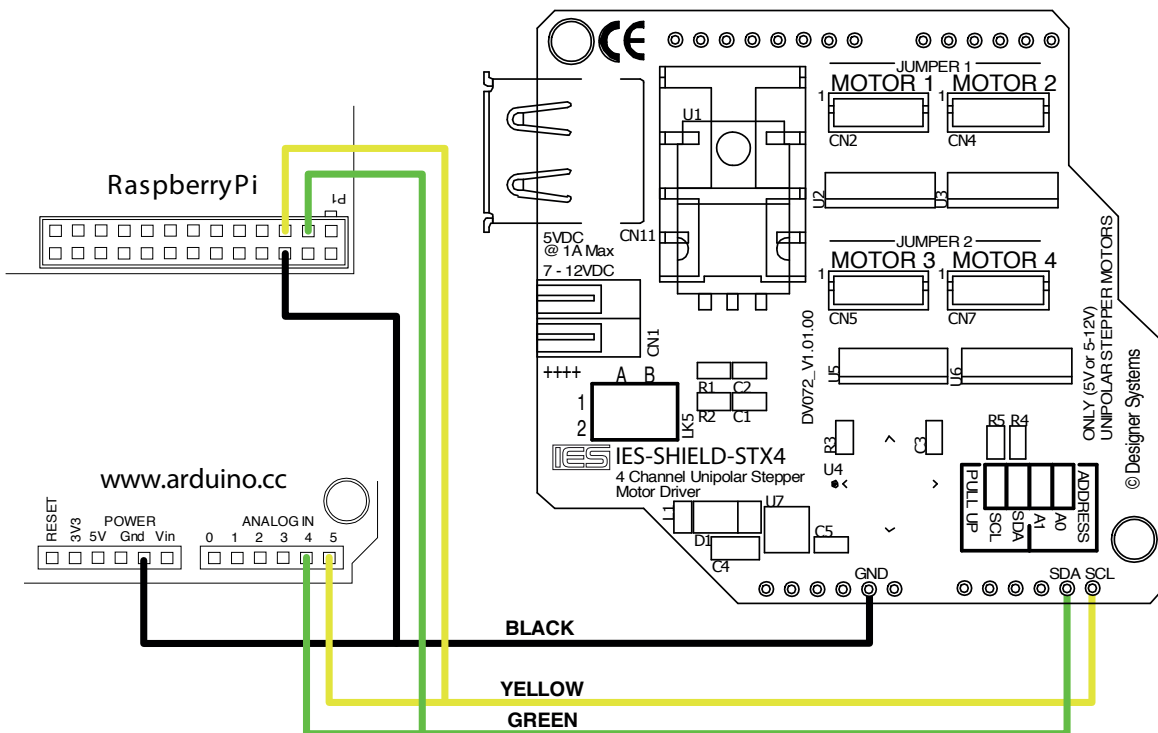 RaspberryPi
P1
www.arduino.cc
RESET
3V3
5V
POWER
Gnd
Vin
ANALOG IN
0 1 2 3 4 5
CE
JUMPER 1
MOTOR 1 MOTOR 2
1 1
CN2 CN4
U1
U2 U3
CN11
5VDC
@ 1A Max
7 - 12VDC
CN1
++++
JUMPER 2
MOTOR 3 MOTOR 4
1 1
CN5 CN7
U5 U6
DV072_V1.01.00
ONLY (5V or 5-12V)
UNIPOLAR STEPPER MOTORS
© Designer Systems
A B
1
2
LK5
R1 C2
R2 C1
R3 C3
R5 R4
U4
IES IES-SHIELD-STX4
4 Channel Unipolar Stepper
Motor Driver
L1
D1
C4
U7
C5
PULL UP
SCL
SDA
A1
A0
ADDRESS
GND
SDA SCL
BLACK
YELLOW
GREEN